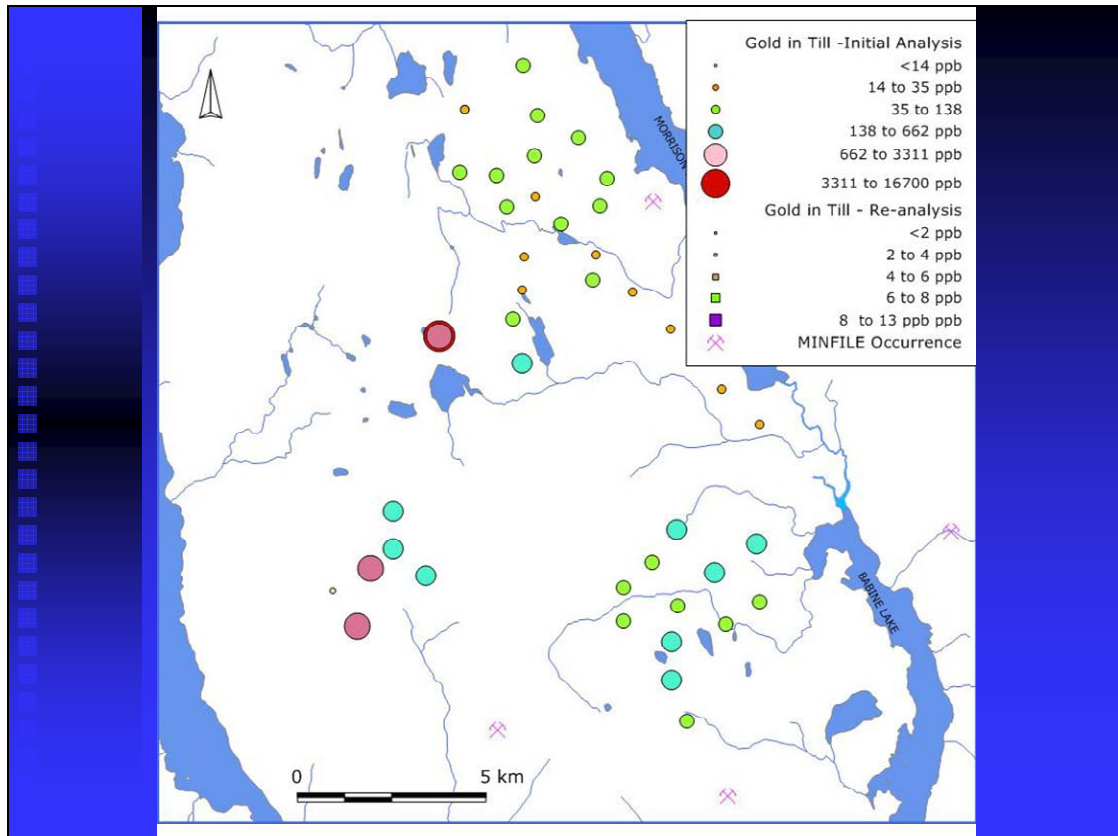 Gold in Till -Initial Analysis
<14 ppb
14 to 35 ppb
35 to 138
138 to 662 ppb
662 to 3311 ppb
3311 to 16700 ppb
Gold in Till - Re-analysis
<2 ppb
2 to 4 ppb
4 to 6 ppb
6 to 8 ppb
8 to 13 ppb ppb
MINFILE Occurrence
MORRISON
BABINE LAKE
0 5 km